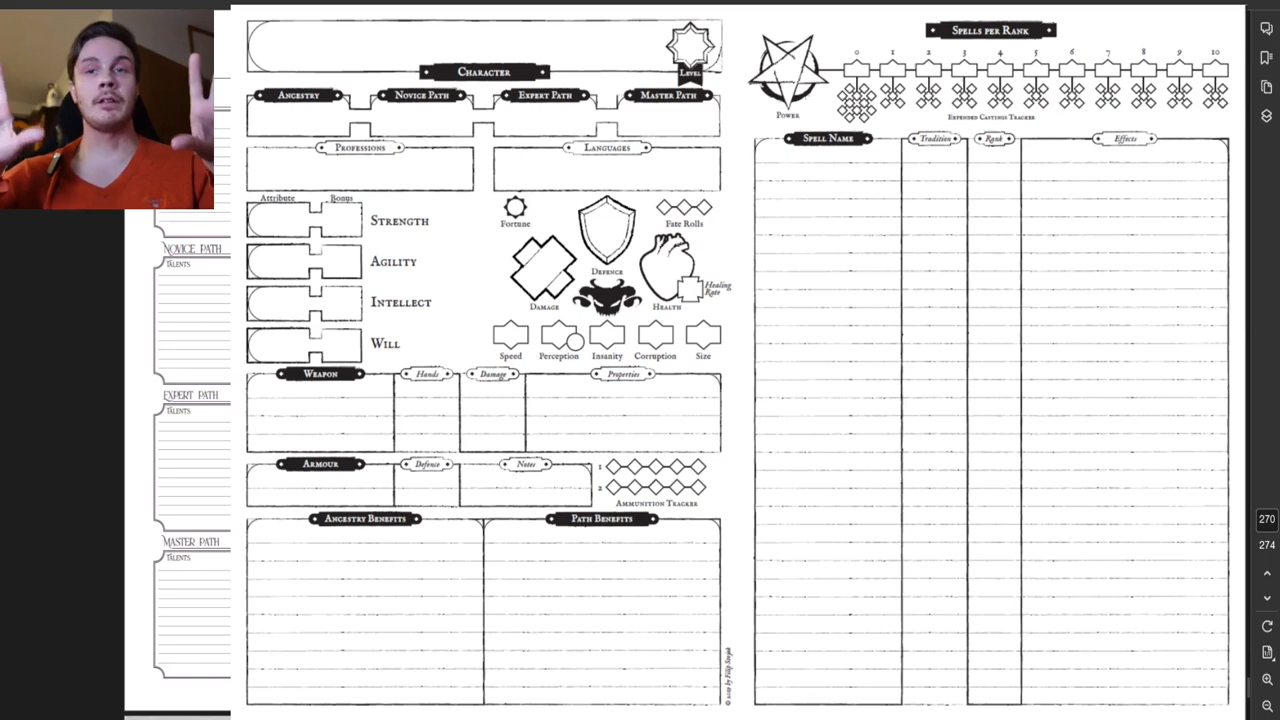 CHARACTER
LEVEL
ANCESTRY
NOVICE PATH
EXPERT PATH
MASTER PATH
PROFESSIONS
LANGUAGES
Attribute
Bonus
STRENGTH
AGILITY
INTELLECT
WILL
Fortune
DEFENCE
Fate Rolls
DAMAGE
HEALTH
Healing
Rate
Speed
Perception
Insanity
Corruption
Size
WEAPON
Hands
Damage
Properties
ARMOUR
Defence
Notes
1
2
AMMUNITION TRACKER
ANCESTRY BENEFITS
PATH BENEFITS
© 2020 by Filip Stojak
POWER
SPELLS PER RANK
0 1 2 3 4 5 6 7 8 9 10
EXPENDED CASTINGS TRACKER
SPELL NAME
Tradition
Rank
Effects
NOVICE PATH
TALENTS
EXPERT PATH
TALENTS
MASTER PATH
TALENTS
270
274